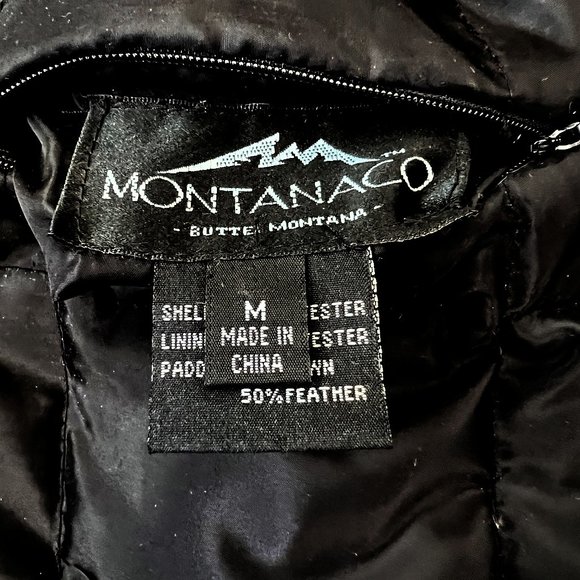 MONTANACO
- BUTTE, MONTANA -
M
MADE IN
CHINA
SHEL ESTER
LININ ESTER
PADD WN
50%FEATHER